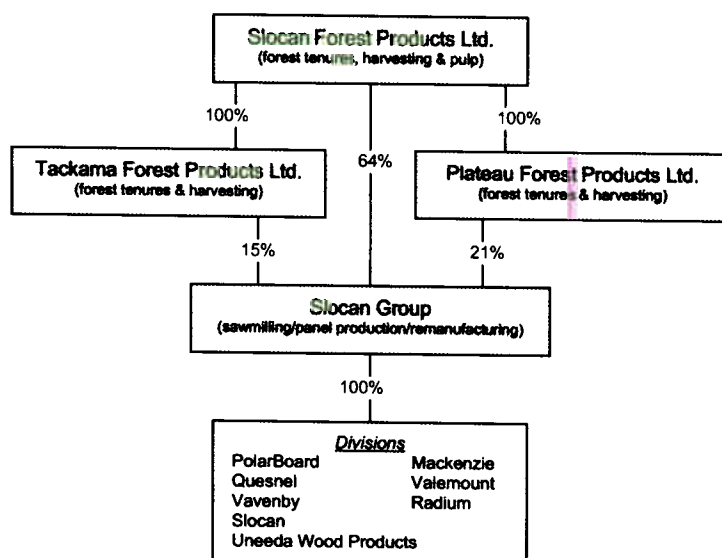 Slocan Forest Products Ltd.
(forest tenures, harvesting & pulp)
100%
100%
64%
Tackama Forest Products Ltd.
(forest tenures & harvesting)
Plateau Forest Products Ltd.
(forest tenures & harvesting)
15%
21%
Slocan Group
(sawmilling/panel production/remanufacturing)
100%
Divisions
PolarBoard
Quesnel
Vavenby
Slocan
Uneeda Wood Products
Mackenzie
Valemount
Radium